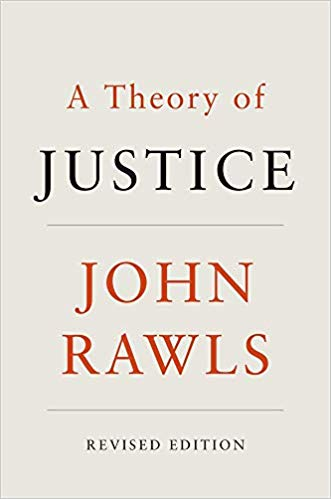 A Theory of
JUSTICE
JOHN
RAWLS
REVISED EDITION